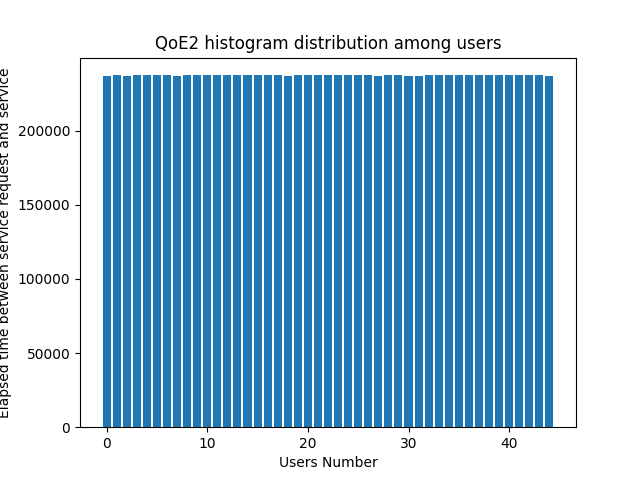 QoE2 histogram distribution among users
Elapsed time between service request and service
200000
150000
100000
50000
0
0 10 20 30 40
Users Number